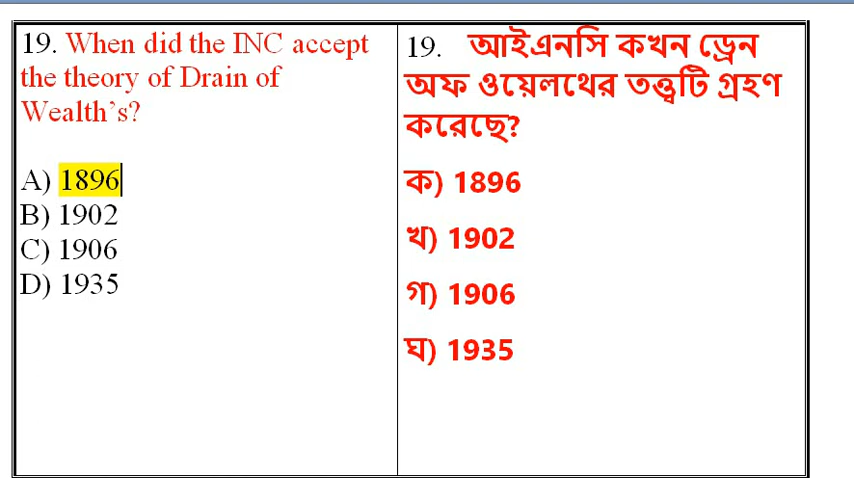 19. When did the INC accept
the theory of Drain of
Wealth's?
A) 1896
B) 1902
C) 1906
D) 1935
19. আইএনসি কখন ড্রেন
অফ ওয়েলথের তত্ত্বটি গ্রহণ
করেছে?
ক) 1896
খ) 1902
গ) 1906
ঘ) 1935